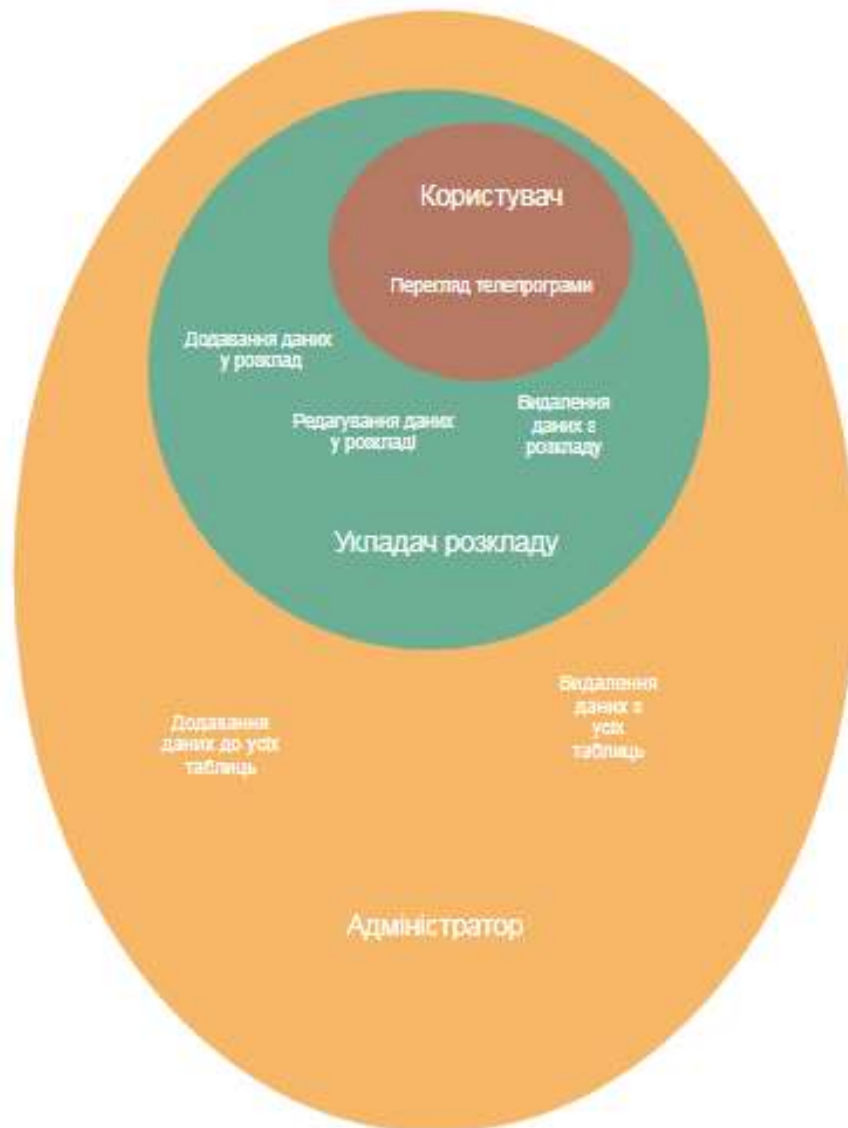 Користувач
Перегляд телепрограми
Додавання даних
у розклад
Редагування даних
у розкладі
Видалення
даних з
розкладу
Укладач розкладу
Додавання
даних до усіх
таблиць
Видалення
даних з
усіх
таблиць
Адміністратор